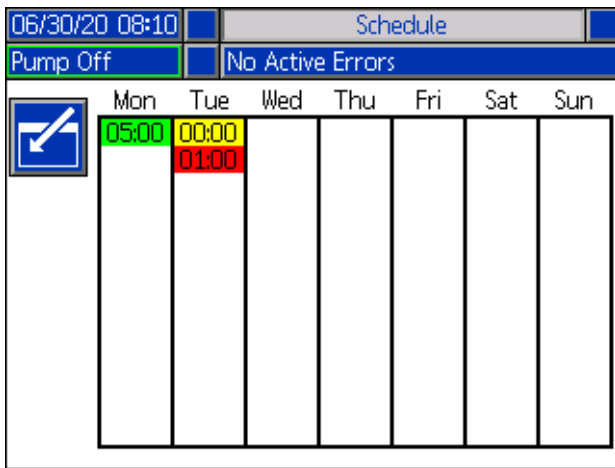 06/30/20 08:10 Schedule
Pump Off No Active Errors
Mon Tue Wed Thu Fri Sat Sun
05:00 00:00
01:00